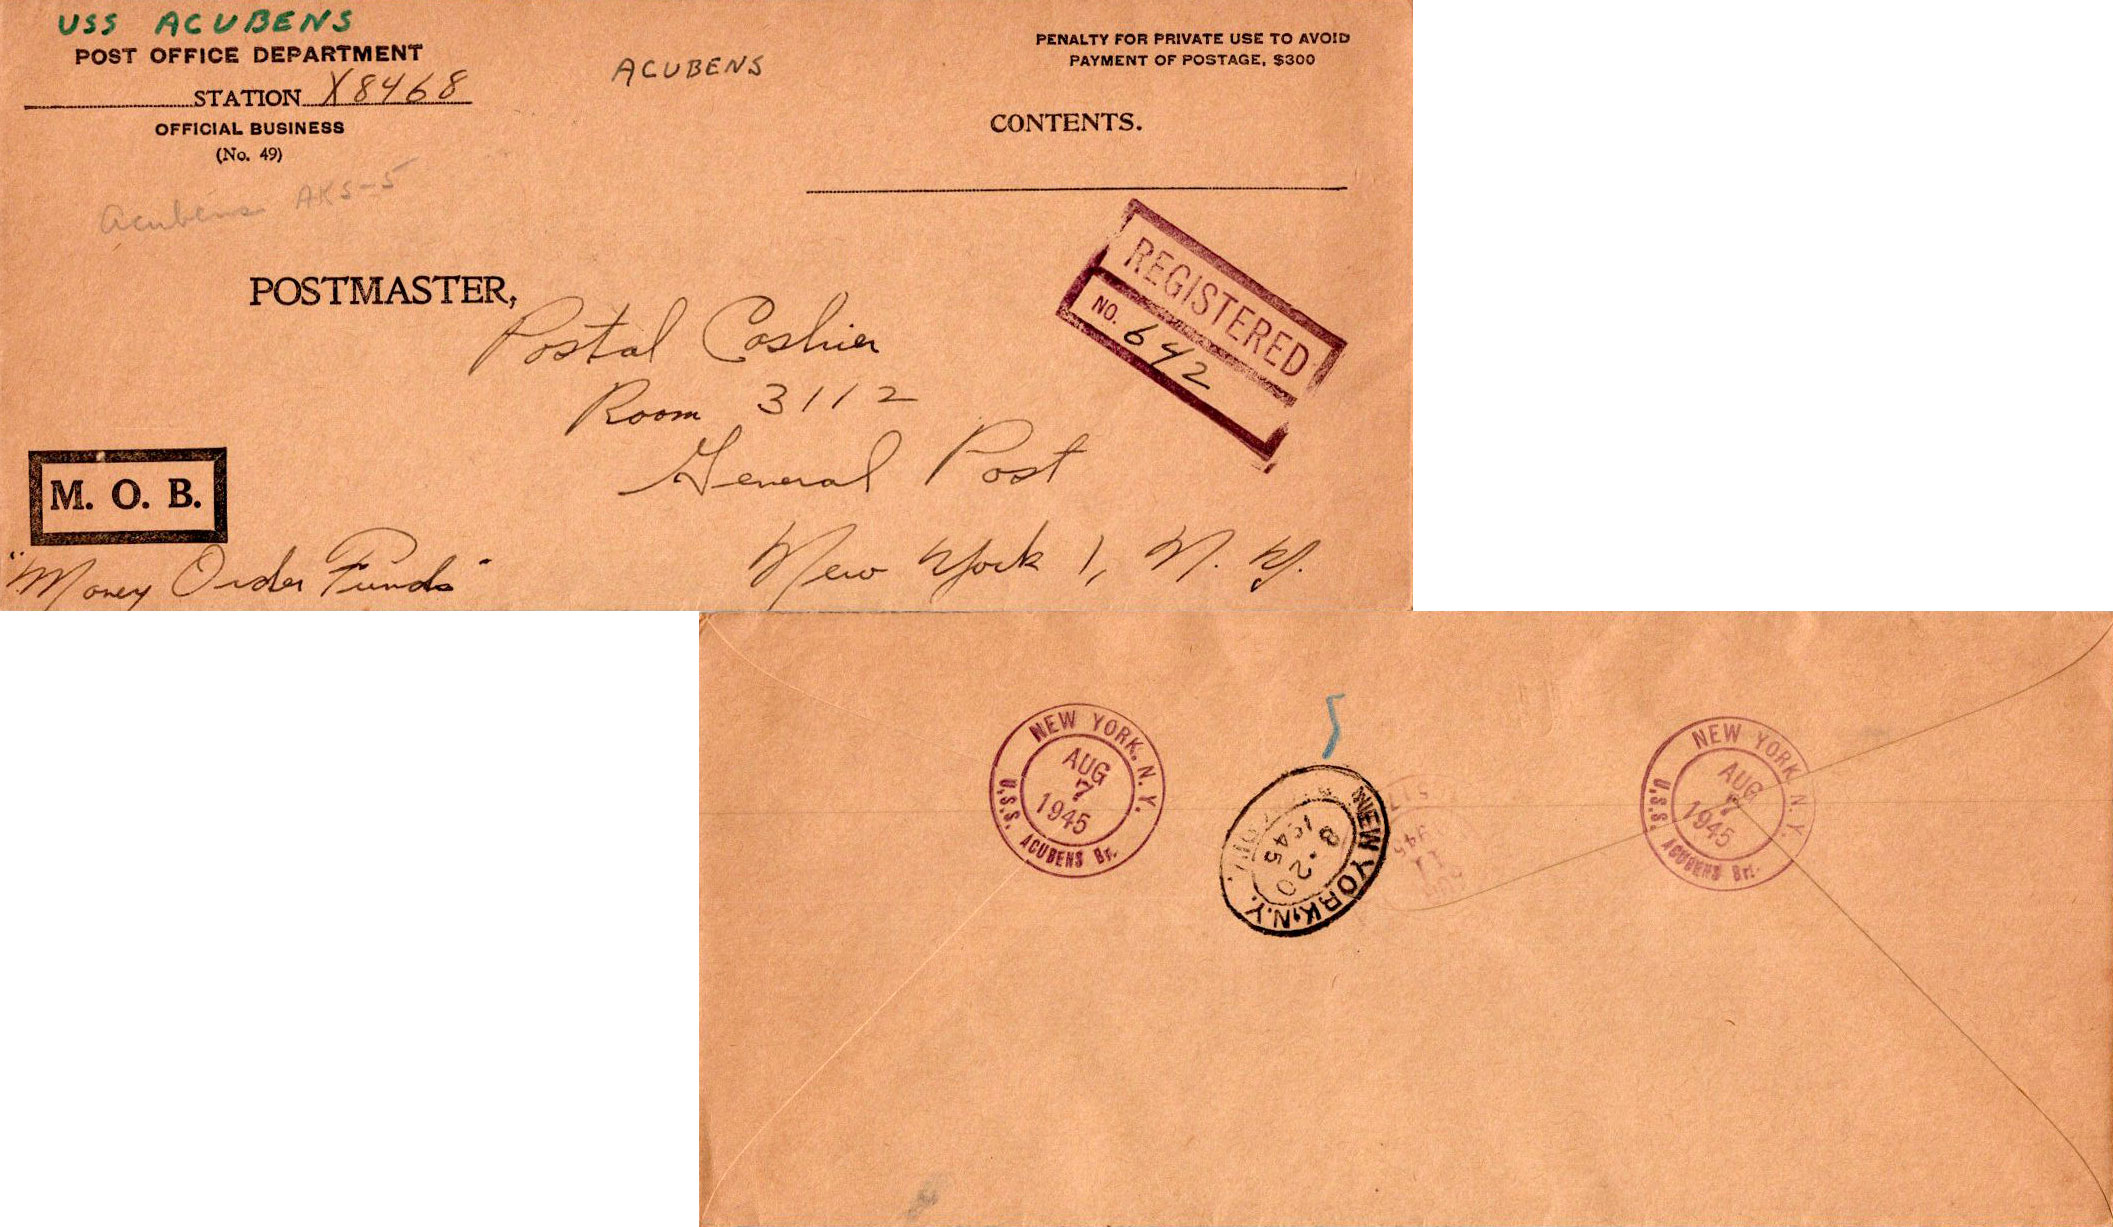 USS ACUBENS
POST OFFICE DEPARTMENT
STATION X8468
OFFICIAL BUSINESS
(No. 49)
Acubens AKS-5
ACUBENS
PENALTY FOR PRIVATE USE TO AVOID
PAYMENT OF POSTAGE, $300
CONTENTS.
REGISTERED
NO. 642
POSTMASTER,
Postal Cashier
Room 3112
General Post
New York 1, N. Y.
M. O. B.
"Money Order Funds"
NEW YORK, N. Y.
AUG
7
1945
U.S.S. ACUBENS Br.
NEW YORK, N.Y.
8-20
1945
NEW YORK, N.Y.
AUG
7
1945
U.S.S. ACUBENS Br.